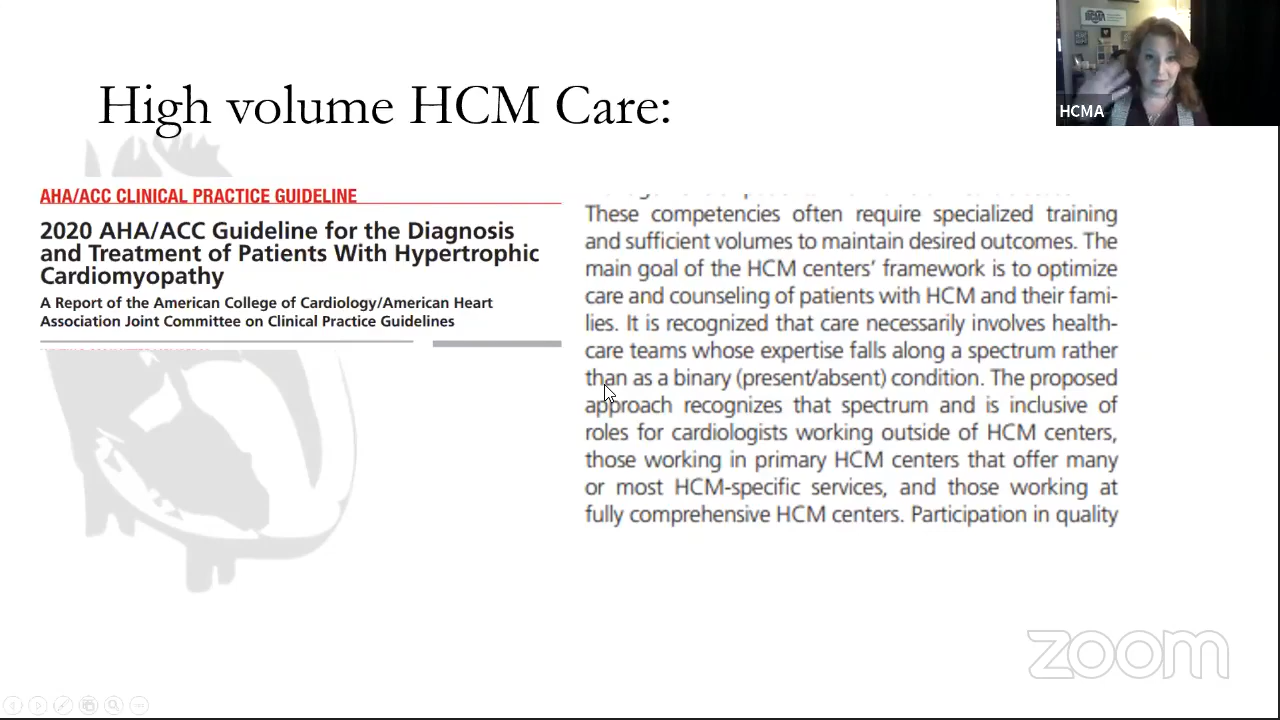 High volume HCM Care:
HCMA
AHA/ACC CLINICAL PRACTICE GUIDELINE
2020 AHA/ACC Guideline for the Diagnosis
and Treatment of Patients With Hypertrophic
Cardiomyopathy
A Report of the American College of Cardiology/American Heart
Association Joint Committee on Clinical Practice Guidelines
These competencies often require specialized training
and sufficient volumes to maintain desired outcomes. The
main goal of the HCM centers’ framework is to optimize
care and counseling of patients with HCM and their fami-
lies. It is recognized that care necessarily involves health-
care teams whose expertise falls along a spectrum rather
than as a binary (present/absent) condition. The proposed
approach recognizes that spectrum and is inclusive of
roles for cardiologists working outside of HCM centers,
those working in primary HCM centers that offer many
or most HCM-specific services, and those working at
fully comprehensive HCM centers. Participation in quality
zoom